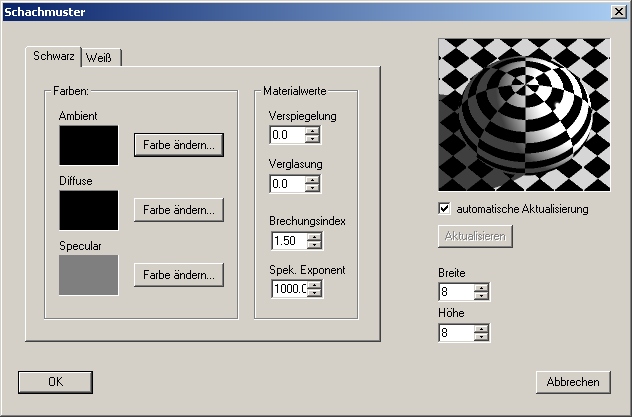 Schachmuster
Schwarz
Weiß
Farben:
Ambient
Farbe ändern...
Diffuse
Farbe ändern...
Specular
Farbe ändern...
Materialwerte
Verspiegelung
0.0
Verglasung
0.0
Brechungsindex
1.50
Spek. Exponent
1000.0
automatische Aktualisierung
Aktualisieren
Breite
8
Höhe
8
OK
Abbrechen